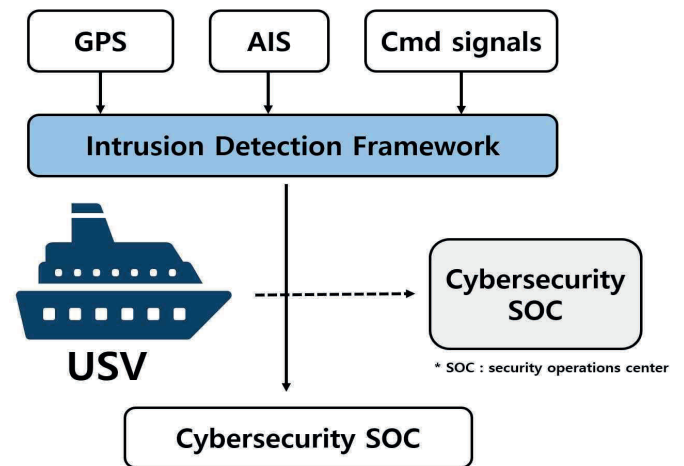 GPS
AIS
Cmd signals
Intrusion Detection Framework
Cybersecurity
SOC
USV
* SOC : security operations center
Cybersecurity SOC